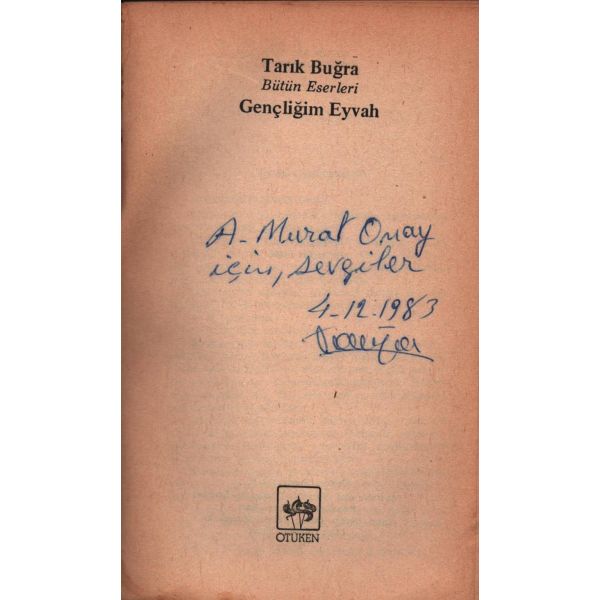 Tarık Buğra
Bütün Eserleri
Gençliğim Eyvah
A. Murat Onay
için, sevgiler
4-12-1983
ÖTÜKEN